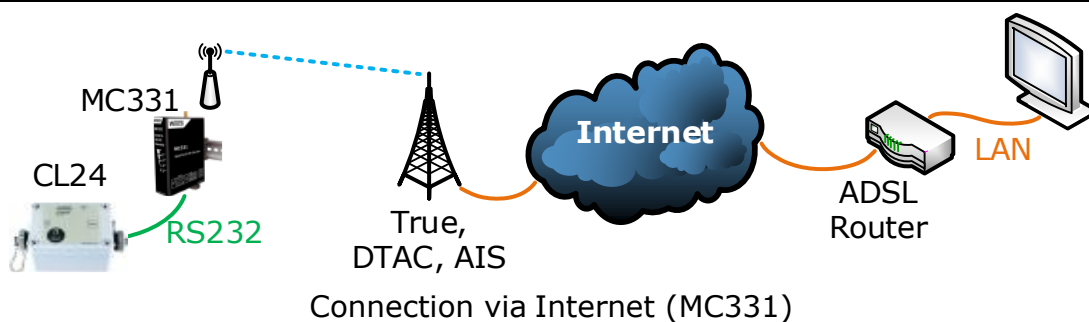 MC331
CL24
RS232
True,
DTAC, AIS
Internet
ADSL
Router
LAN
Connection via Internet (MC331)